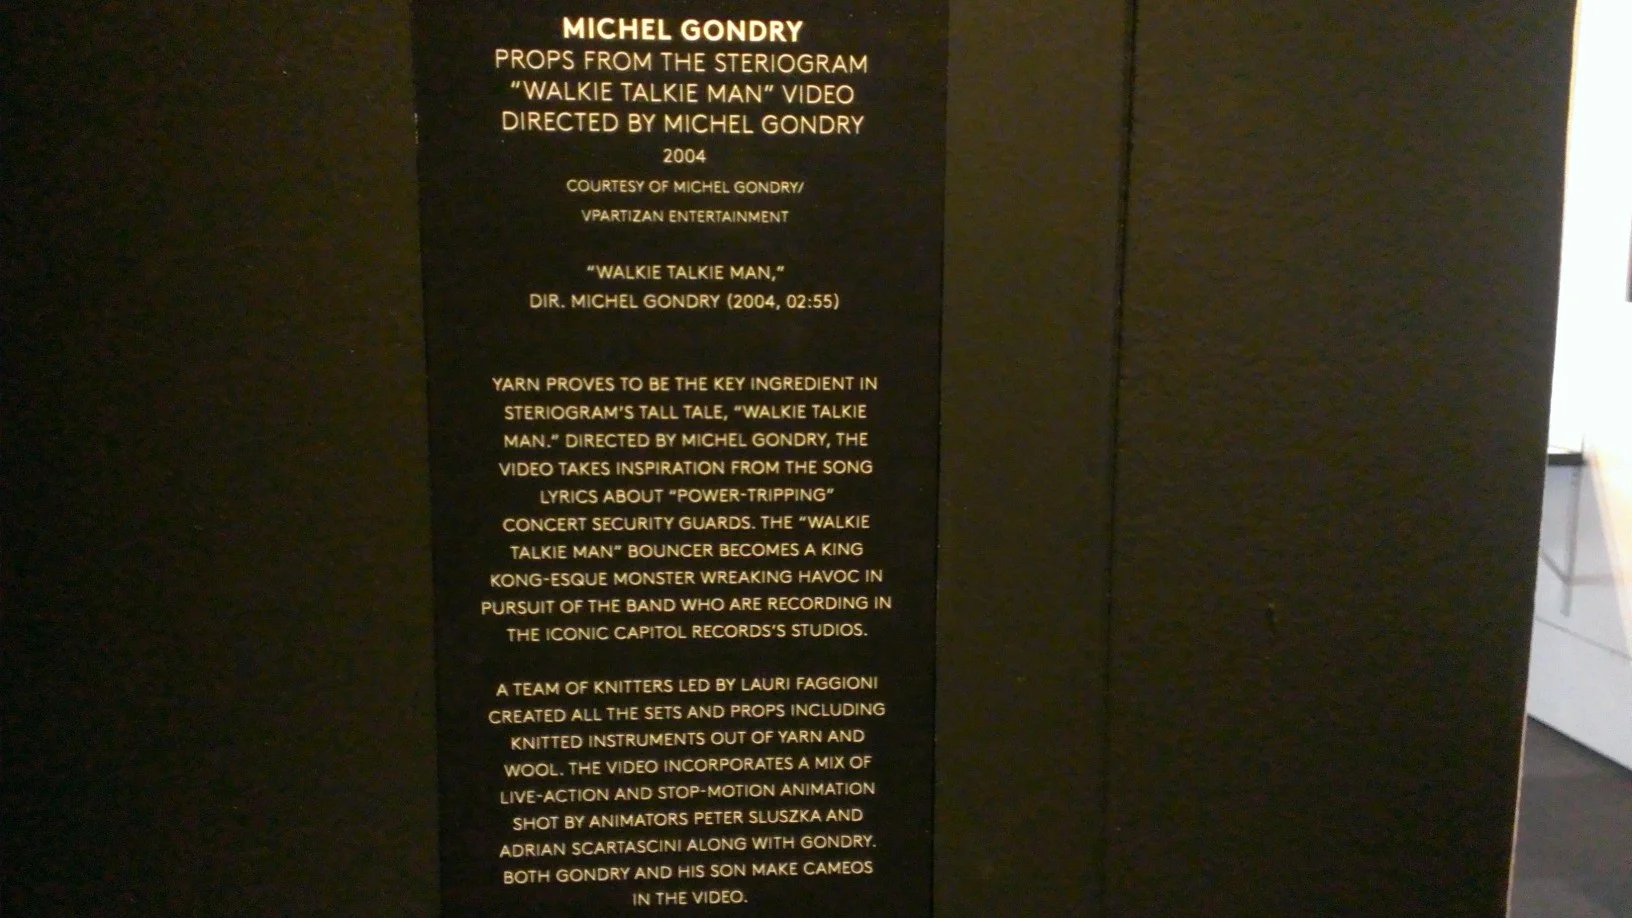 MICHEL GONDRY
PROPS FROM THE STERIOGRAM
“WALKIE TALKIE MAN” VIDEO
DIRECTED BY MICHEL GONDRY
2004
COURTESY OF MICHEL GONDRY/
VPARTIZAN ENTERTAINMENT
“WALKIE TALKIE MAN,”
DIR. MICHEL GONDRY (2004, 02:55)
YARN PROVES TO BE THE KEY INGREDIENT IN
STERIOGRAM’S TALL TALE, “WALKIE TALKIE
MAN.” DIRECTED BY MICHEL GONDRY, THE
VIDEO TAKES INSPIRATION FROM THE SONG
LYRICS ABOUT “POWER-TRIPPING”
CONCERT SECURITY GUARDS. THE “WALKIE
TALKIE MAN” BOUNCER BECOMES A KING
KONG-ESQUE MONSTER WREAKING HAVOC IN
PURSUIT OF THE BAND WHO ARE RECORDING IN
THE ICONIC CAPITOL RECORDS’S STUDIOS.
A TEAM OF KNITTERS LED BY LAURI FAGGIONI
CREATED ALL THE SETS AND PROPS INCLUDING
KNITTED INSTRUMENTS OUT OF YARN AND
WOOL. THE VIDEO INCORPORATES A MIX OF
LIVE-ACTION AND STOP-MOTION ANIMATION
SHOT BY ANIMATORS PETER SLUSZKA AND
ADRIAN SCARTASCINI ALONG WITH GONDRY.
BOTH GONDRY AND HIS SON MAKE CAMEOS
IN THE VIDEO.